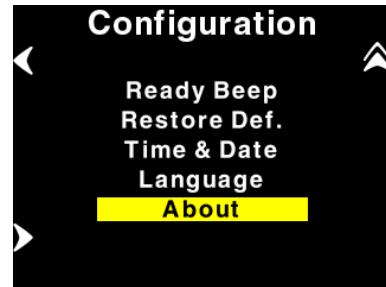 Configuration
Ready Beep
Restore Def.
Time & Date
Language
About